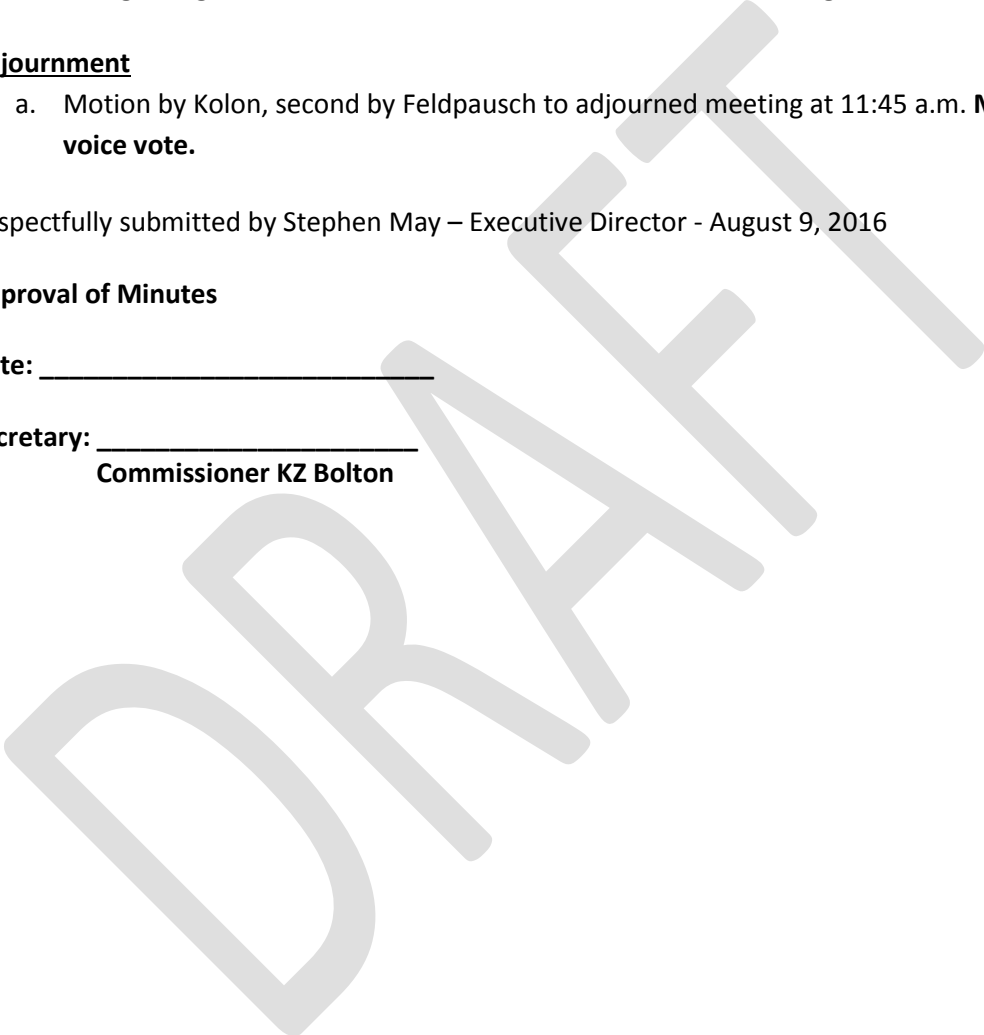 journment
a. Motion by Kolon, second by Feldpausch to adjourned meeting at 11:45 a.m.
voice vote.
spectfully submitted by Stephen May – Executive Director - August 9, 2016
proval of Minutes
te: ___________________________
cretary: ______________________
Commissioner KZ Bolton
DRAFT